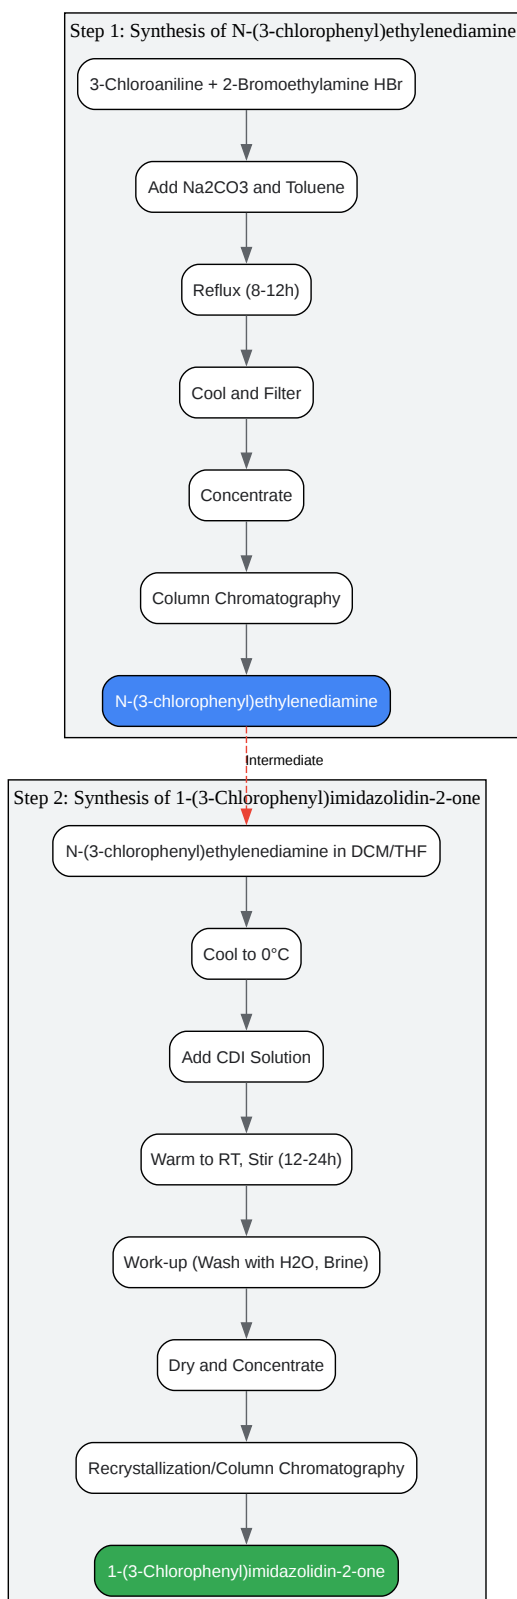 Step 1: Synthesis of N-(3-chlorophenyl)ethylenediamine
3-Chloroaniline + 2-Bromoethylamine HBr
Add Na2CO3 and Toluene
Reflux (8-12h)
Cool and Filter
Concentrate
Column Chromatography
N-(3-chlorophenyl)ethylenediamine
Intermediate
Step 2: Synthesis of 1-(3-Chlorophenyl)imidazolidin-2-one
N-(3-chlorophenyl)ethylenediamine in DCM/THF
Cool to 0°C
Add CDI Solution
Warm to RT, Stir (12-24h)
Work-up (Wash with H2O, Brine)
Dry and Concentrate
Recrystallization/Column Chromatography
1-(3-Chlorophenyl)imidazolidin-2-one